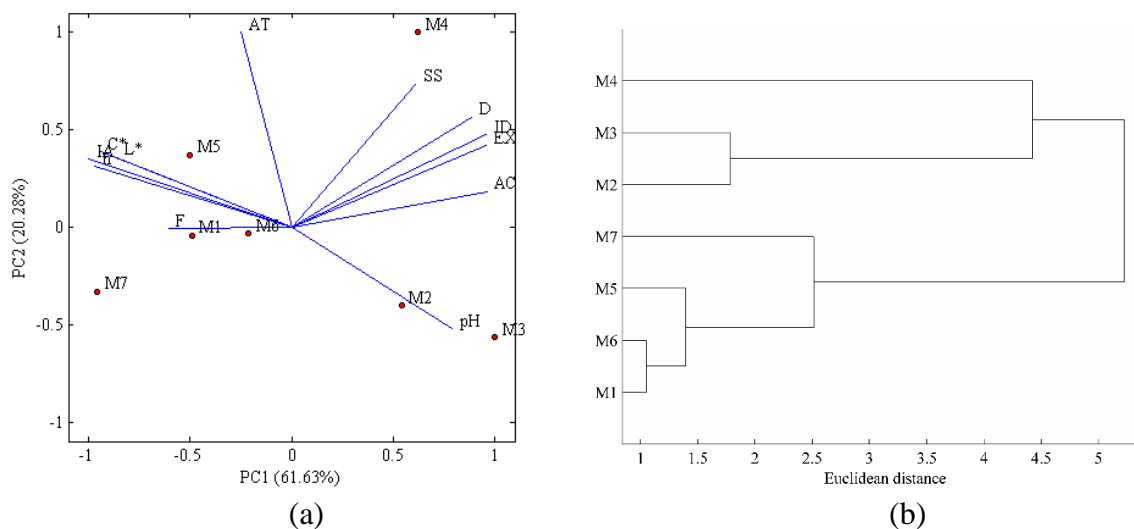 1
0.5
0
-0.5
-1
PC2 (20.28%)
AT
M4
SS
D
ID
EX
AC
C*
L*
h
M5
F
M1
M6
M7
M2
pH
M3
-1
-0.5
0
0.5
1
PC1 (61.63%)
(a)
M4
M3
M2
M7
M5
M6
M1
1
1.5
2
2.5
3
3.5
4
4.5
5
Euclidean distance
(b)